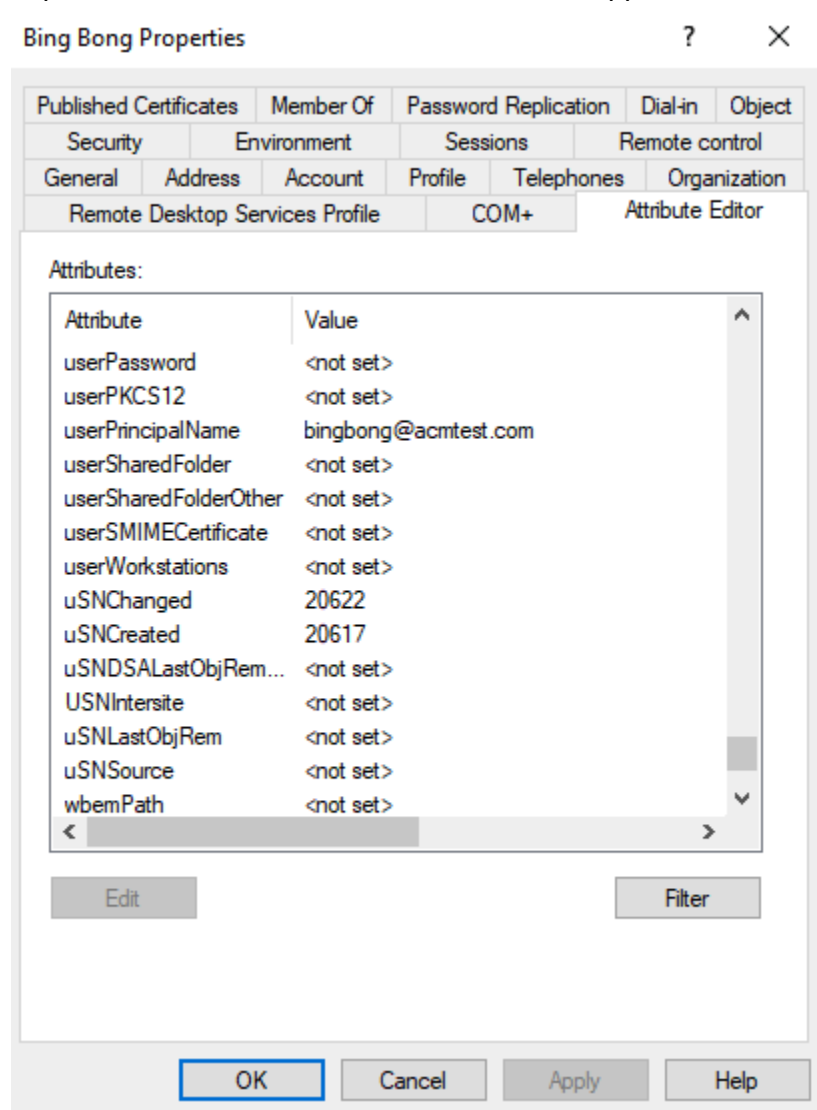 Bing Bong Properties ? ×
Published Certificates Member Of Password Replication Dial-in Object
Security Environment Sessions Remote control
General Address Account Profile Telephones Organization
Remote Desktop Services Profile COM+ Attribute Editor
Attributes:
Attribute Value
userPassword <not set>
userPKCS12 <not set>
userPrincipalName bingbong@acmtest.com
userSharedFolder <not set>
userSharedFolderOther <not set>
userSMIMECertificate <not set>
userWorkstations <not set>
uSNChanged 20622
uSNCreated 20617
uSNDSALastObjRem... <not set>
USNIntersite <not set>
uSNLastObjRem <not set>
uSNSource <not set>
wbemPath <not set>
Edit Filter
OK Cancel Apply Help